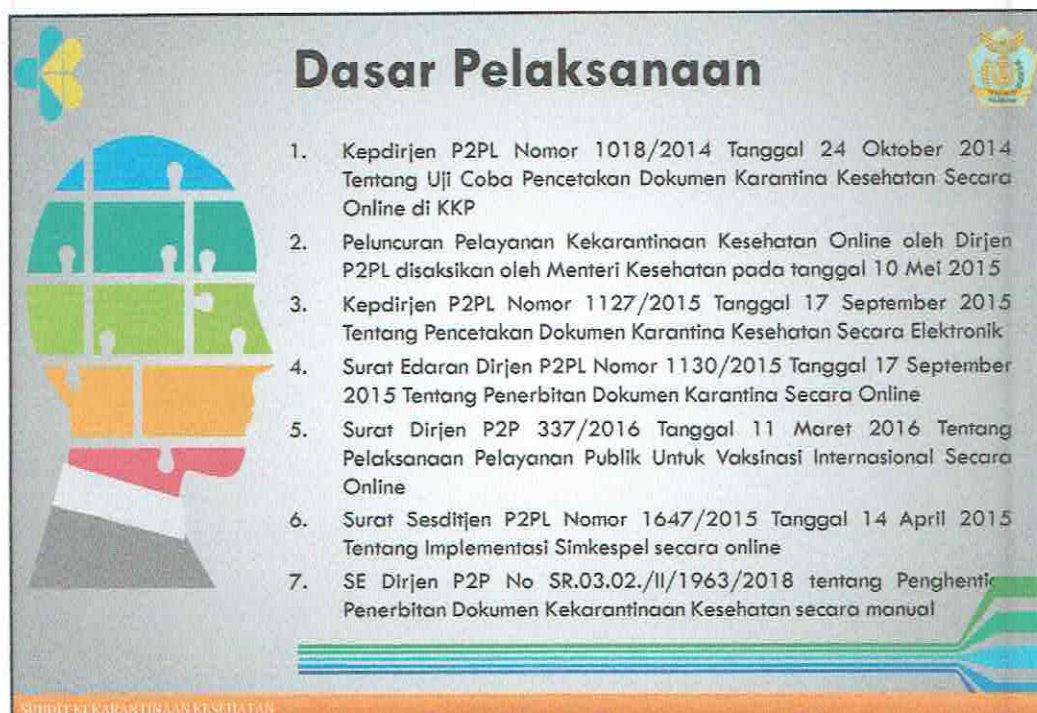 Dasar Pelaksanaan
1. Kepdirjen P2PL Nomor 1018/2014 Tanggal 24 Oktober 2014
Tentang Uji Coba Pencetakan Dokumen Karantina Kesehatan Secara
Online di KKP
2. Peluncuran Pelayanan Kekarantinaan Kesehatan Online oleh Dirjen
P2PL disaksikan oleh Menteri Kesehatan pada tanggal 10 Mei 2015
3. Kepdirjen P2PL Nomor 1127/2015 Tanggal 17 September 2015
Tentang Pencetakan Dokumen Karantina Kesehatan Secara Elektronik
4. Surat Edaran Dirjen P2PL Nomor 1130/2015 Tanggal 17 September
2015 Tentang Penerbitan Dokumen Karantina Secara Online
5. Surat Dirjen P2P 337/2016 Tanggal 11 Maret 2016 Tentang
Pelaksanaan Pelayanan Publik Untuk Vaksinasi Internasional Secara
Online
6. Surat Sesditjen P2PL Nomor 1647/2015 Tanggal 14 April 2015
Tentang Implementasi Simkespel secara online
7. SE Dirjen P2P No SR.03.02./II/1963/2018 tentang
Penerbitan Dokumen Kekarantinaan Kesehatan secara manual
SUBDIT KEKARANTINAAN KESEHATAN